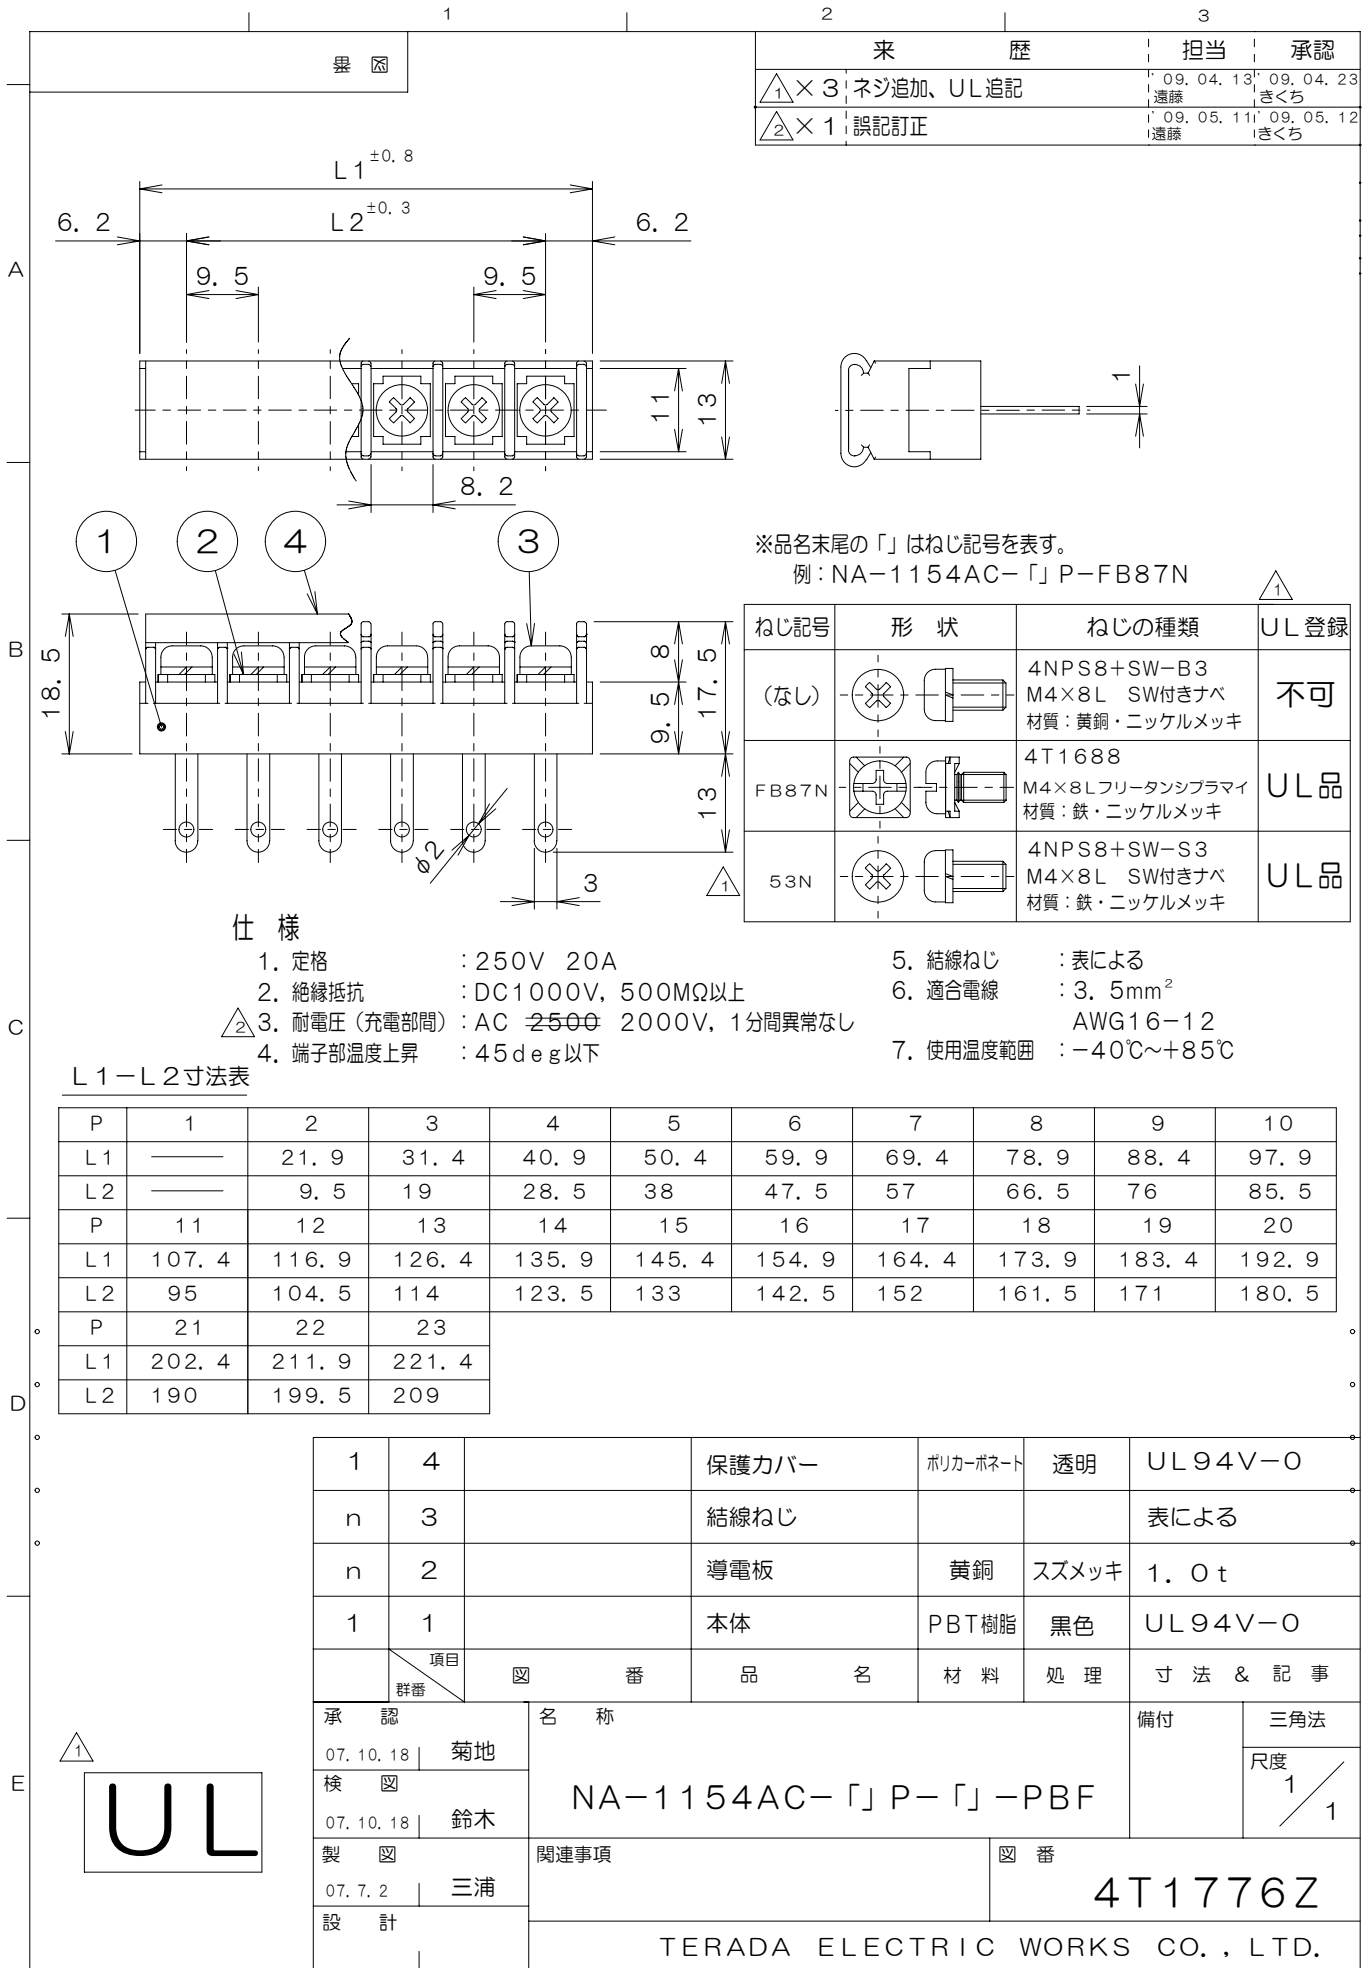 1 2 3
図番
来 歴 担当 承認
1 ×3 ネジ追加、UL追記 '09.04.13 遠藤 '09.04.23 きくち
2 ×1 誤記訂正 '09.05.11 遠藤 '09.05.12 きくち
L1±0.8
6.2 L2±0.3 6.2
A
9.5 9.5
11 13 1
8.2
1 2 4 3
※品名末尾の「」はねじ記号を表す。
例:NA-1154AC-「」P-FB87N
1
ねじ記号 形 状 ねじの種類 UL登録
(なし) 4NPS8+SW-B3
M4×8L SW付きナベ 不可
材質:黄銅・ニッケルメッキ
FB87N 4T1688
M4×8Lフリータンシプラマイ UL品
材質:鉄・ニッケルメッキ
1 53N 4NPS8+SW-S3
M4×8L SW付きナベ UL品
材質:鉄・ニッケルメッキ
B
18.5 8 9.5 17.5
13
φ2 3
仕 様
1. 定格 :250V 20A
2. 絶縁抵抗 :DC1000V, 500MΩ以上
2 3. 耐電圧(充電部間):AC 2500 2000V, 1分間異常なし
4. 端子部温度上昇 :45deg以下
5. 結線ねじ :表による
6. 適合電線 :3.5mm²
AWG16-12
7. 使用温度範囲 :-40℃~+85℃
C
L1-L2寸法表
P 1 2 3 4 5 6 7 8 9 10
L1 ―― 21.9 31.4 40.9 50.4 59.9 69.4 78.9 88.4 97.9
L2 ―― 9.5 19 28.5 38 47.5 57 66.5 76 85.5
P 11 12 13 14 15 16 17 18 19 20
L1 107.4 116.9 126.4 135.9 145.4 154.9 164.4 173.9 183.4 192.9
L2 95 104.5 114 123.5 133 142.5 152 161.5 171 180.5
P 21 22 23
L1 202.4 211.9 221.4
L2 190 199.5 209
D
1 4 保護カバー ポリカーボネート 透明 UL94V-0
n 3 結線ねじ 表による
n 2 導電板 黄銅 スズメッキ 1.0t
1 1 本体 PBT樹脂 黒色 UL94V-0
項目 群番 図 番 品 名 材 料 処 理 寸 法 & 記 事
E
1
UL
承 認
07.10.18 菊地
検 図
07.10.18 鈴木
製 図
07.7.2 三浦
設 計
名 称
NA-1154AC-「」P-「」-PBF
備付 三角法
尺度 1/1
関連事項
図 番
4T1776Z
TERADA ELECTRIC WORKS CO., LTD.